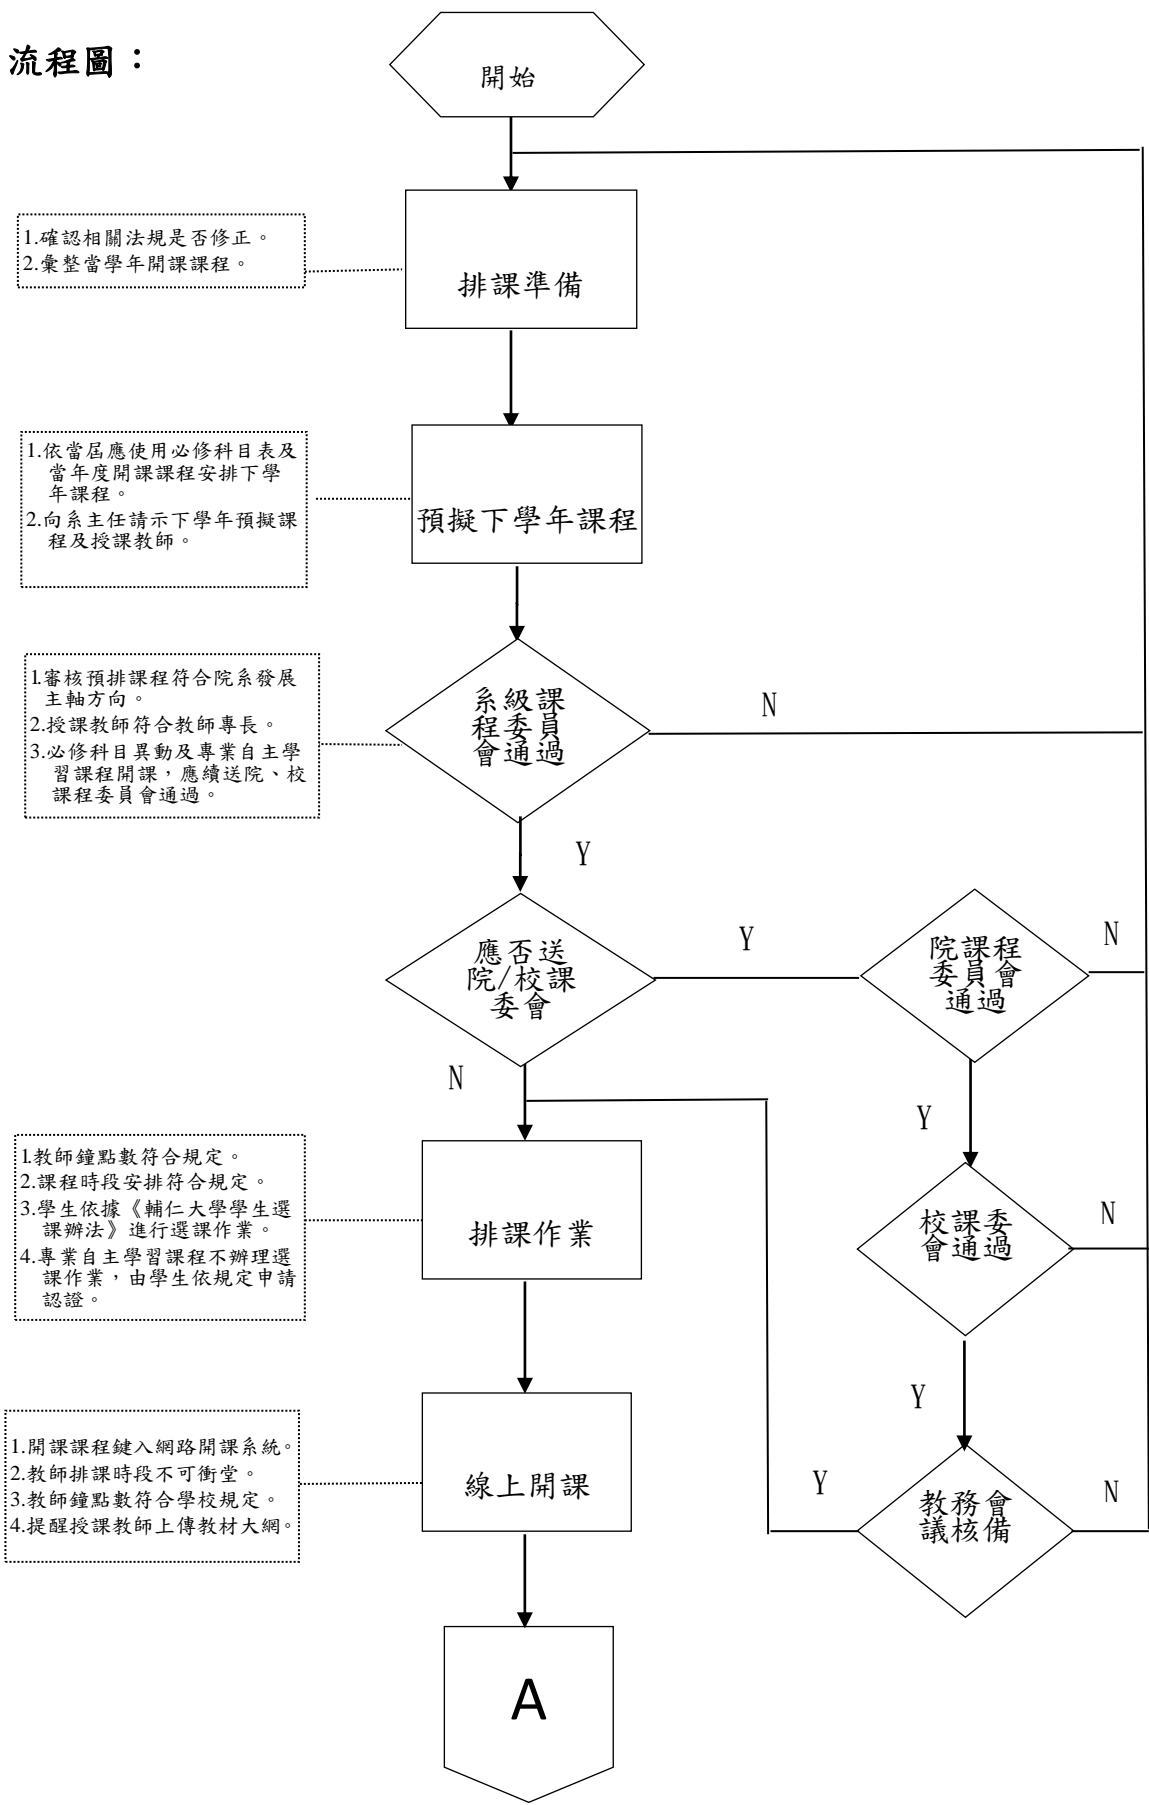 流程圖：
開始
1.確認相關法規是否修正。
2.彙整當學年開課課程。
排課準備
1.依當屆應使用必修科目表及
當年度開課課程安排下學
年課程。
2.向系主任請示下學年預擬課
程及授課教師。
預擬下學年課程
1.審核預排課程符合院系發展
主軸方向。
2.授課教師符合教師專長。
3.必修科目異動及專業自主學
習課程開課，應續送院、校
課程委員會通過。
系級課
程委員
會通過
N
Y
應否送
院/校課
委會
Y
院課程
委員會
通過
N
N
Y
1.教師鐘點數符合規定。
2.課程時段安排符合規定。
3.學生依據《輔仁大學學生選
課辦法》進行選課作業。
4.專業自主學習課程不辦理選
課作業，由學生依規定申請
認證。
排課作業
校課委
會通過
N
Y
1.開課課程鍵入網路開課系統。
2.教師排課時段不可衝堂。
3.教師鐘點數符合學校規定。
4.提醒授課教師上傳教材大網。
線上開課
Y
教務會
議核備
N
A